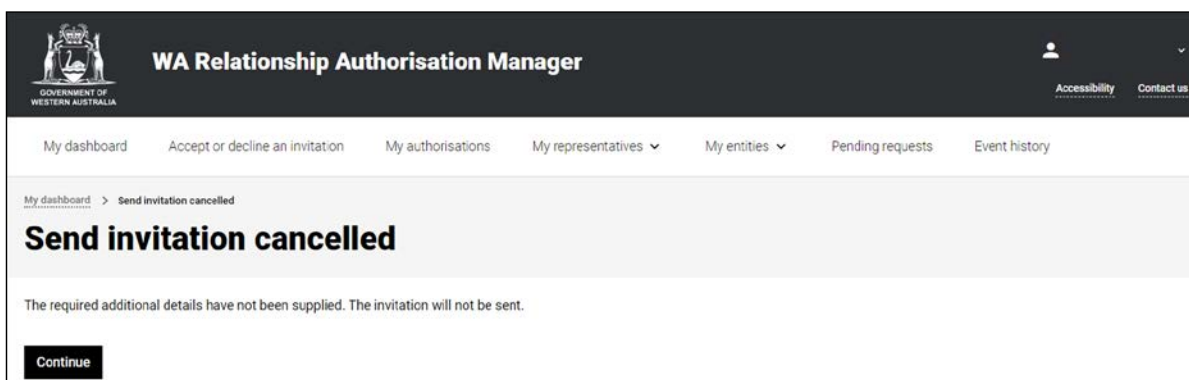 GOVERNMENT OF
WESTERN AUSTRALIA
WA Relationship Authorisation Manager
Accessibility Contact us
My dashboard Accept or decline an invitation My authorisations My representatives My entities Pending requests Event history
My dashboard > Send invitation cancelled
Send invitation cancelled
The required additional details have not been supplied. The invitation will not be sent.
Continue